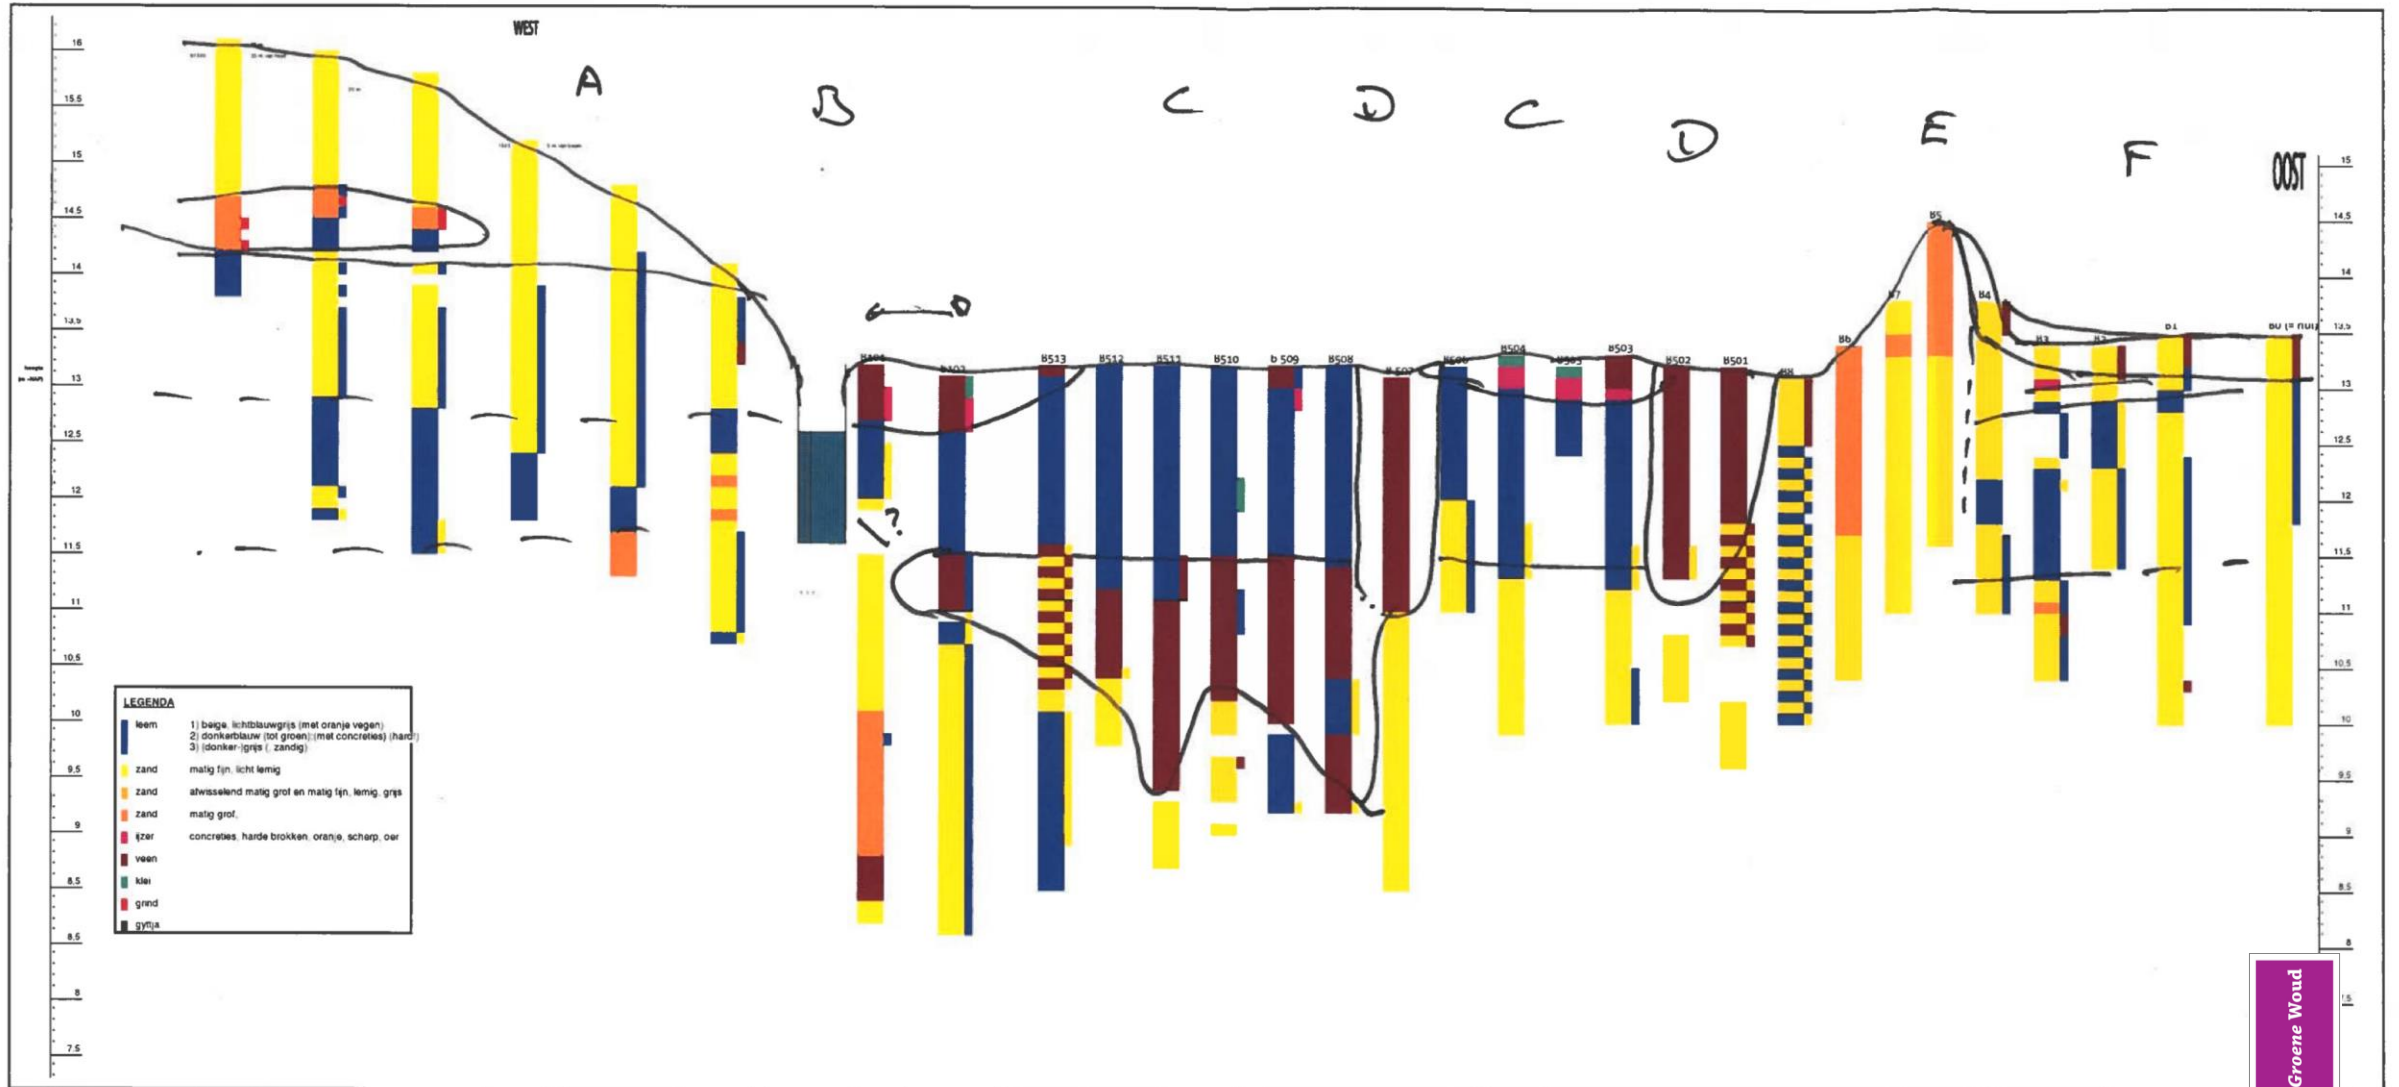 WEST
A
B
C
D
C
D
E
F
OOST
16
15.5
15
14.5
14
13.5
13
12.5
12
11.5
11
10.5
10
9.5
9
8.5
8.5
8
7.5
hoogte
?
B513
B512
B511
B510
b 509
B508
B504
B503
B502
B501
B8
B6
B7
B5
B4
B3
B2
B1
15
14.5
14
13.5
13
12.5
12
11.5
11
10.5
10
9.5
9
8.5
8
LEGENDA
leem 1) beige, lichtblauwgrijs (met oranje vegen)
2) donkerblauw (tot groen);(met concreties) (hard!)
3) (donker-)grijs (, zandig)
zand matig fijn, licht lemig
zand afwisselend matig grof en matig fijn, lemig, grijs
zand matig grof,
ijzer concreties, harde brokken, oranje, scherp, oer
veen
klei
grind
gyttja
Groene Woud